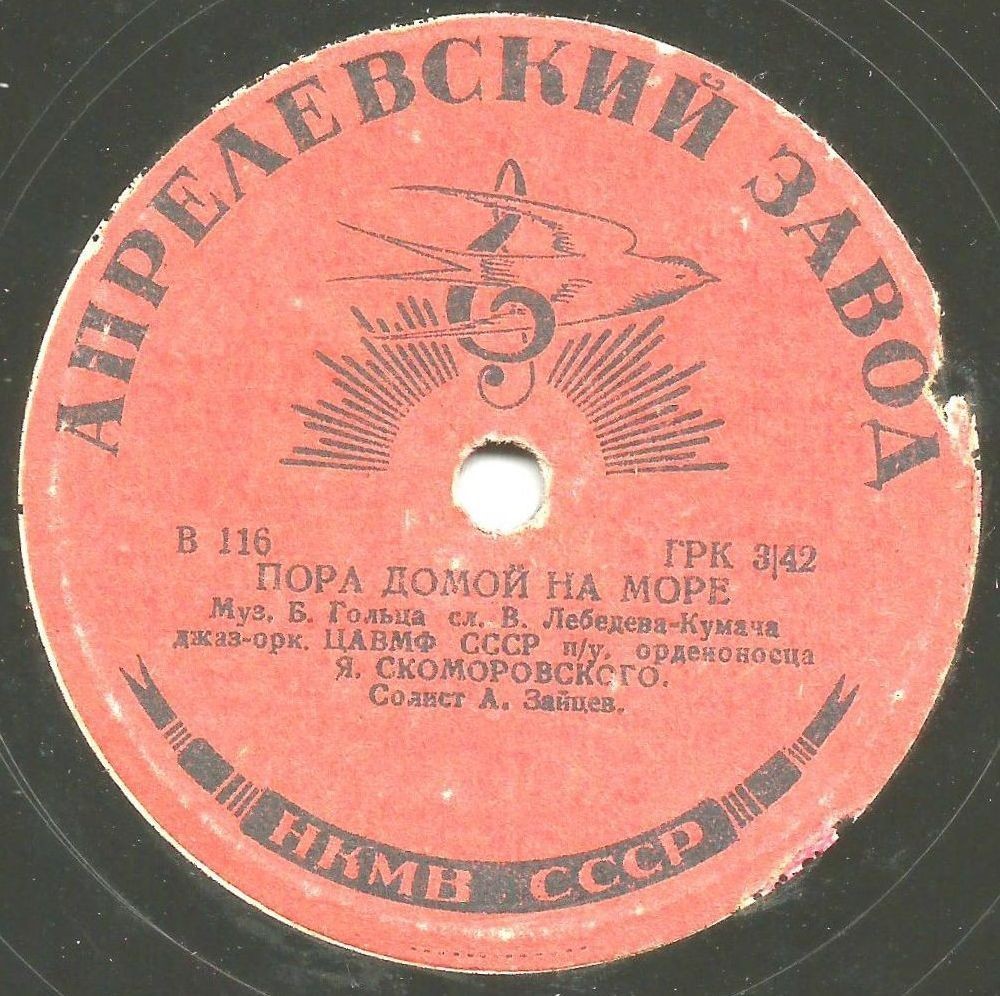 АПРЕЛЕВСКИЙ ЗАВОД
В 116 ГРК 3|42
ПОРА ДОМОЙ НА МОРЕ
Муз. Б. Гольца сл. В. Лебедева-Кумача
джаз-орк. ЦАВМФ СССР п/у. орденоносца
Я. СКОМОРОВСКСГО.
Солист А. Зайцев.
НКМВ СССР